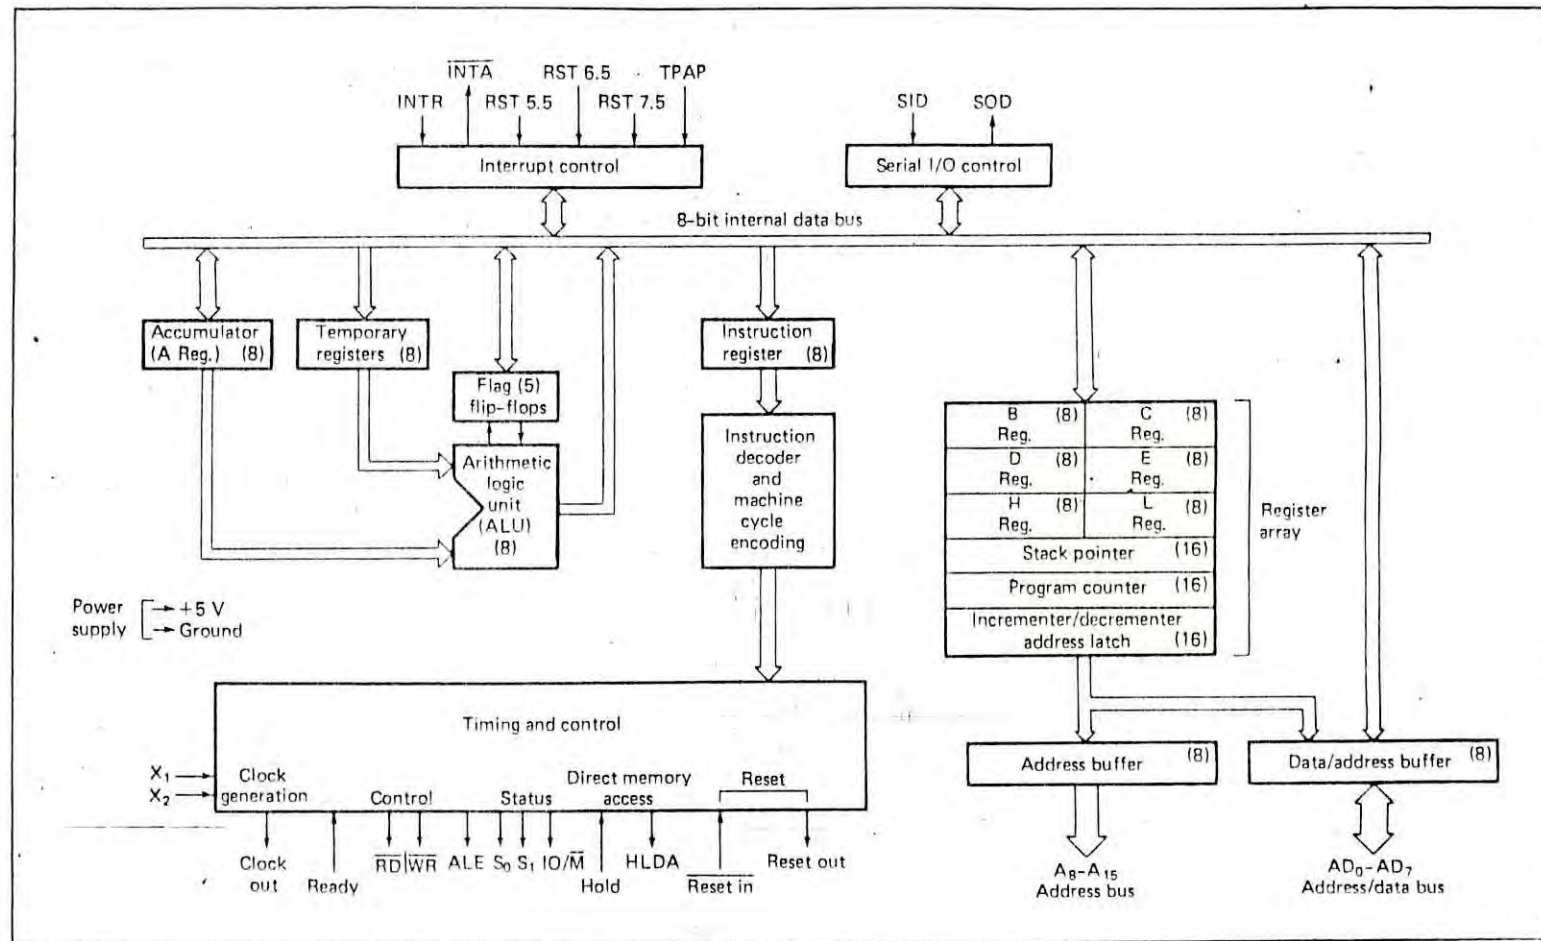 INTA RST 6.5 TPAP
INTR RST 5.5 RST 7.5
Interrupt control
SID SOD
Serial I/O control
8-bit internal data bus
Accumulator
(A Reg.) (8)
Temporary
registers (8)
Flag (5)
flip-flops
Arithmetic
logic
unit
(ALU)
(8)
Instruction
register (8)
Instruction
decoder
and
machine
cycle
encoding
B (8) C (8)
Reg. Reg.
D (8) E (8)
Reg. Reg.
H (8) L (8)
Reg. Reg.
Stack pointer (16)
Program counter (16)
Incrementer/decrementer
address latch (16)
Register
array
Power
supply
+5 V
Ground
Timing and control
X₁
X₂
Clock
generation
Control
Status
Direct memory
access
Reset
Clock
out
Ready
RD WR ALE S₀ S₁ IO/M
Hold
HLDA
Reset in
Reset out
Address buffer (8)
Data/address buffer (8)
A₈-A₁₅
Address bus
AD₀-AD₇
Address/data bus